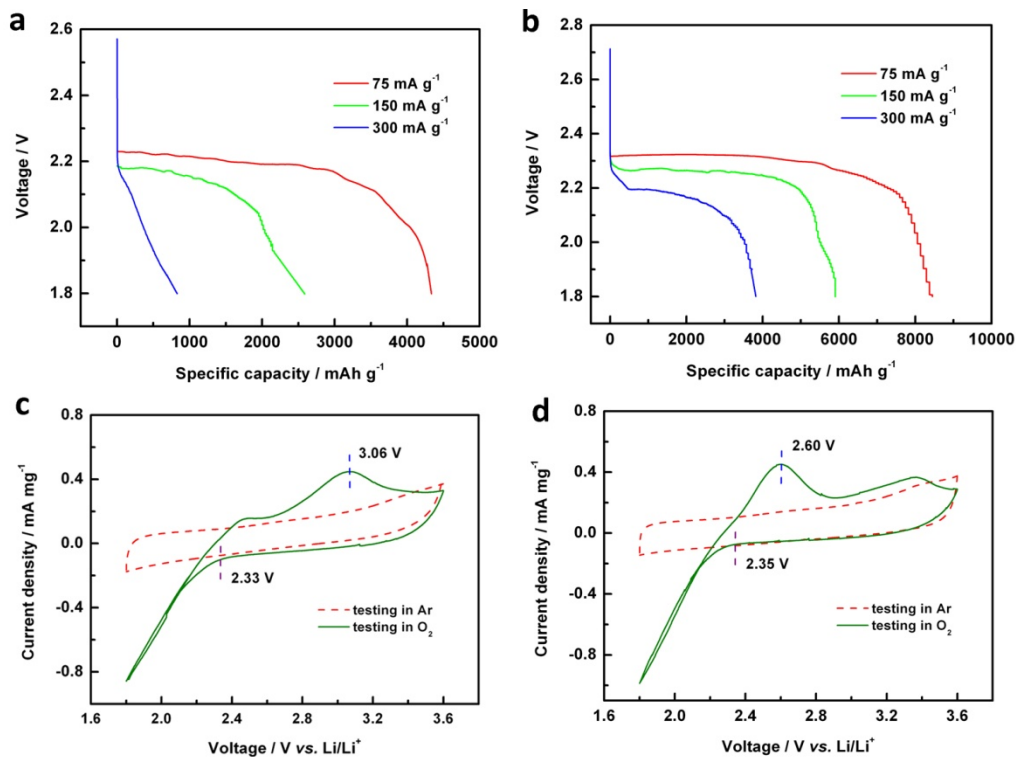 a
2.6
2.4
2.2
2.0
1.8
Voltage / V
75 mA g⁻¹
150 mA g⁻¹
300 mA g⁻¹
0 1000 2000 3000 4000 5000
Specific capacity / mAh g⁻¹
b
2.8
2.6
2.4
2.2
2.0
1.8
Voltage / V
75 mA g⁻¹
150 mA g⁻¹
300 mA g⁻¹
0 2000 4000 6000 8000 10000
Specific capacity / mAh g⁻¹
c
0.8
0.4
0.0
-0.4
-0.8
Current density / mA mg⁻¹
3.06 V
2.33 V
testing in Ar
testing in O₂
1.6 2.0 2.4 2.8 3.2 3.6
Voltage / V vs. Li/Li⁺
d
0.8
0.4
0.0
-0.4
-0.8
Current density / mA mg⁻¹
2.60 V
2.35 V
testing in Ar
testing in O₂
1.6 2.0 2.4 2.8 3.2 3.6
Voltage / V vs. Li/Li⁺